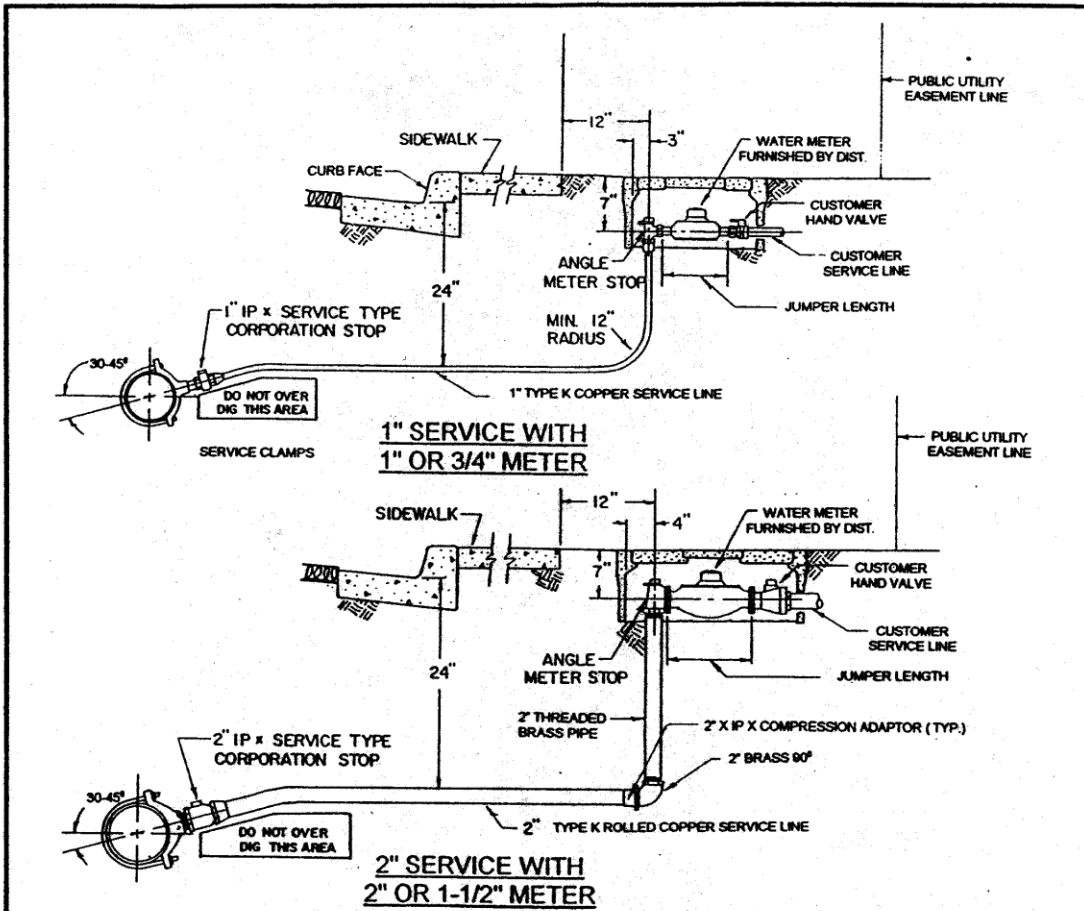 PUBLIC UTILITY
EASEMENT LINE
12"
3"
WATER METER
FURNISHED BY DIST.
SIDEWALK
CURB FACE
7"
CUSTOMER
HAND VALVE
ANGLE
METER STOP
CUSTOMER
SERVICE LINE
24"
JUMPER LENGTH
1" IP x SERVICE TYPE
CORPORATION STOP
MIN. 12"
RADIUS
30-45°
DO NOT OVER
DIG THIS AREA
1" TYPE K COPPER SERVICE LINE
SERVICE CLAMPS
1" SERVICE WITH
1" OR 3/4" METER
PUBLIC UTILITY
EASEMENT LINE
12"
4"
WATER METER
FURNISHED BY DIST.
SIDEWALK
7"
CUSTOMER
HAND VALVE
CUSTOMER
SERVICE LINE
ANGLE
METER STOP
24"
JUMPER LENGTH
2" THREADED
BRASS PIPE
2" X IP X COMPRESSION ADAPTOR (TYP.)
2" IP x SERVICE TYPE
CORPORATION STOP
2" BRASS 90°
30-45°
DO NOT OVER
DIG THIS AREA
2" TYPE K ROLLED COPPER SERVICE LINE
2" SERVICE WITH
2" OR 1-1/2" METER